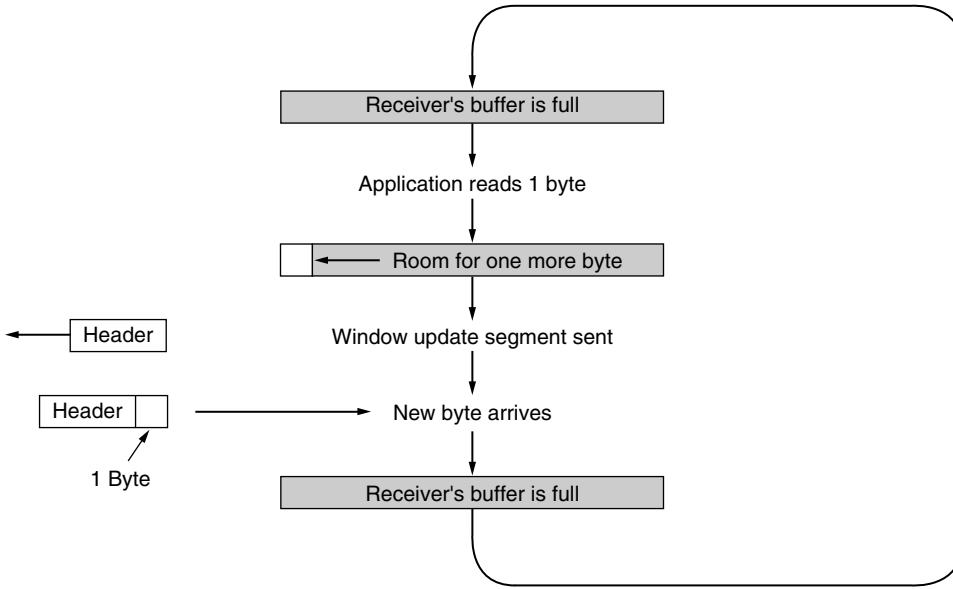 Receiver's buffer is full
Application reads 1 byte
Room for one more byte
Header
Window update segment sent
Header
New byte arrives
1 Byte
Receiver's buffer is full